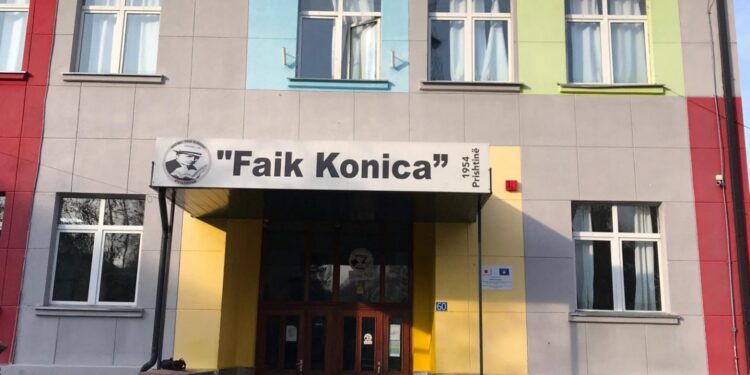 "Faik Konica”
1954
Prishtinë
60